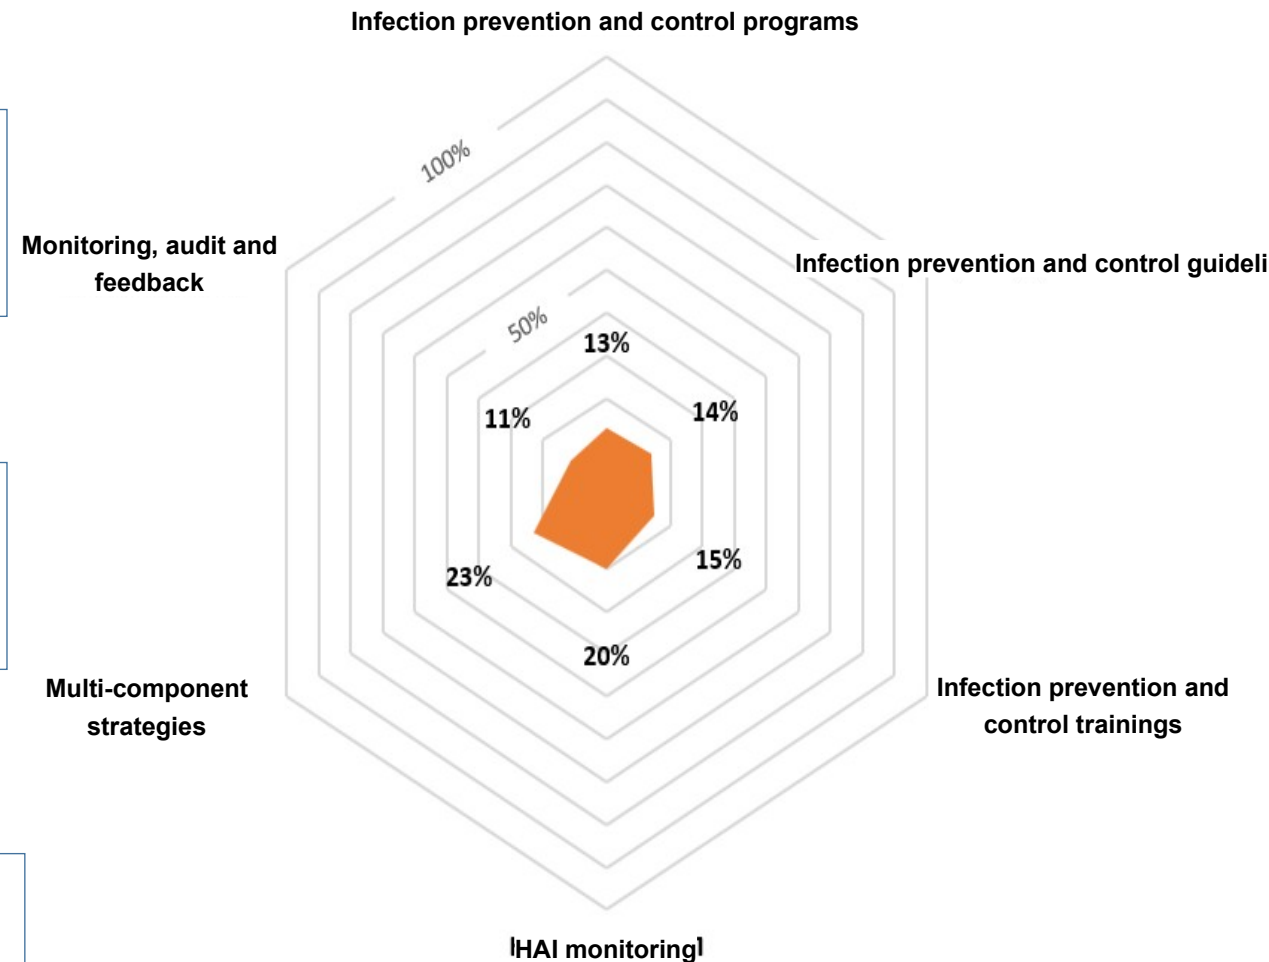 Infection prevention and control programs
100%
Monitoring, audit and
feedback
Infection prevention and control guideli
50%
13%
11%
14%
15%
23%
20%
Multi-component
strategies
Infection prevention and
control trainings
HAI monitoring